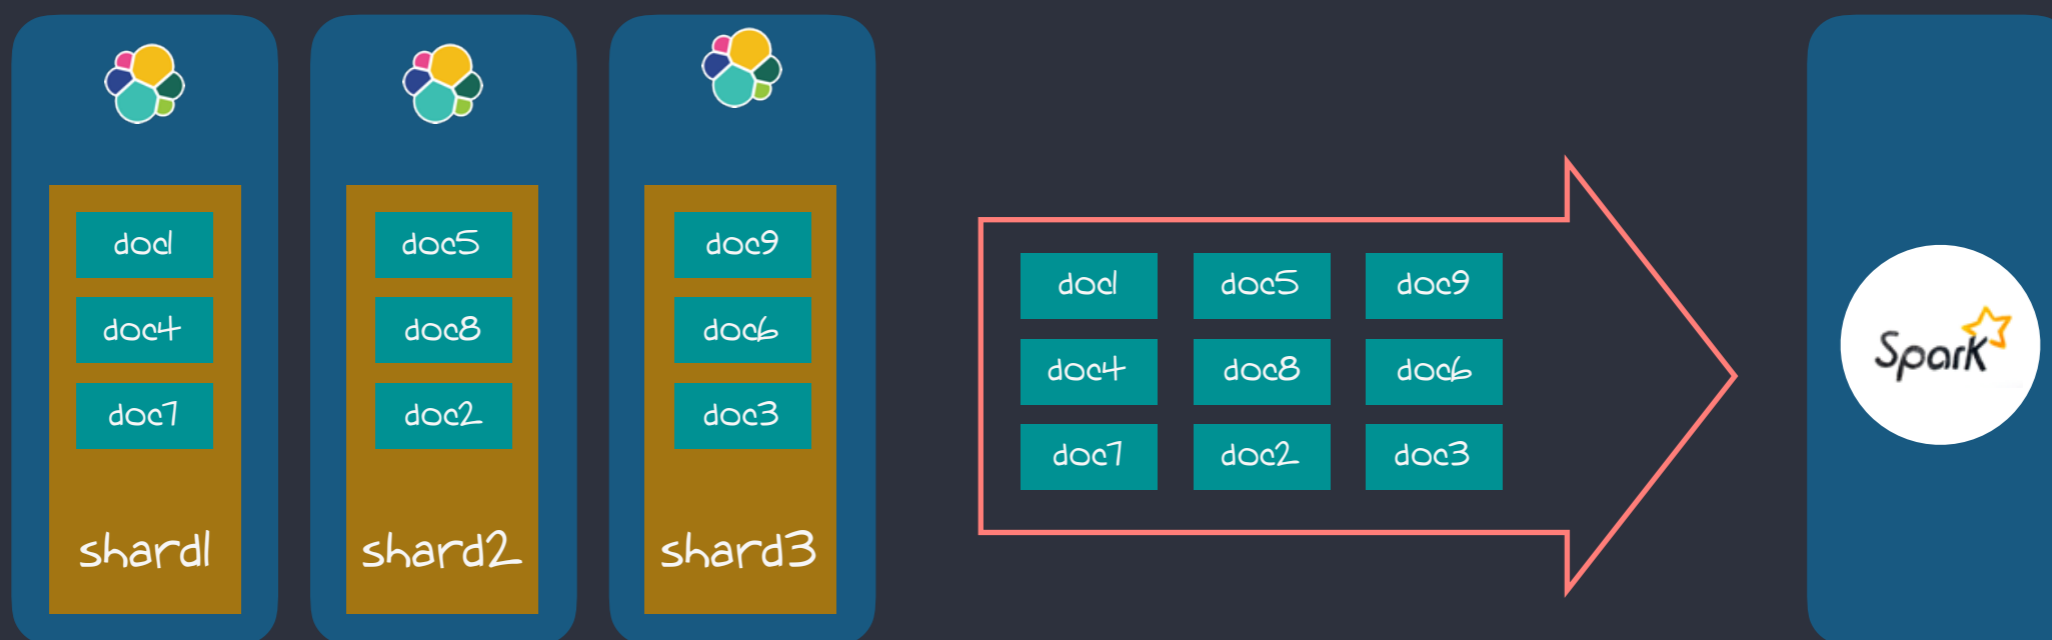 doc1
doc4
doc7
shard1
doc5
doc8
doc2
shard2
doc9
doc6
doc3
shard3
doc1 doc5 doc9
doc4 doc8 doc6
doc7 doc2 doc3
Spark